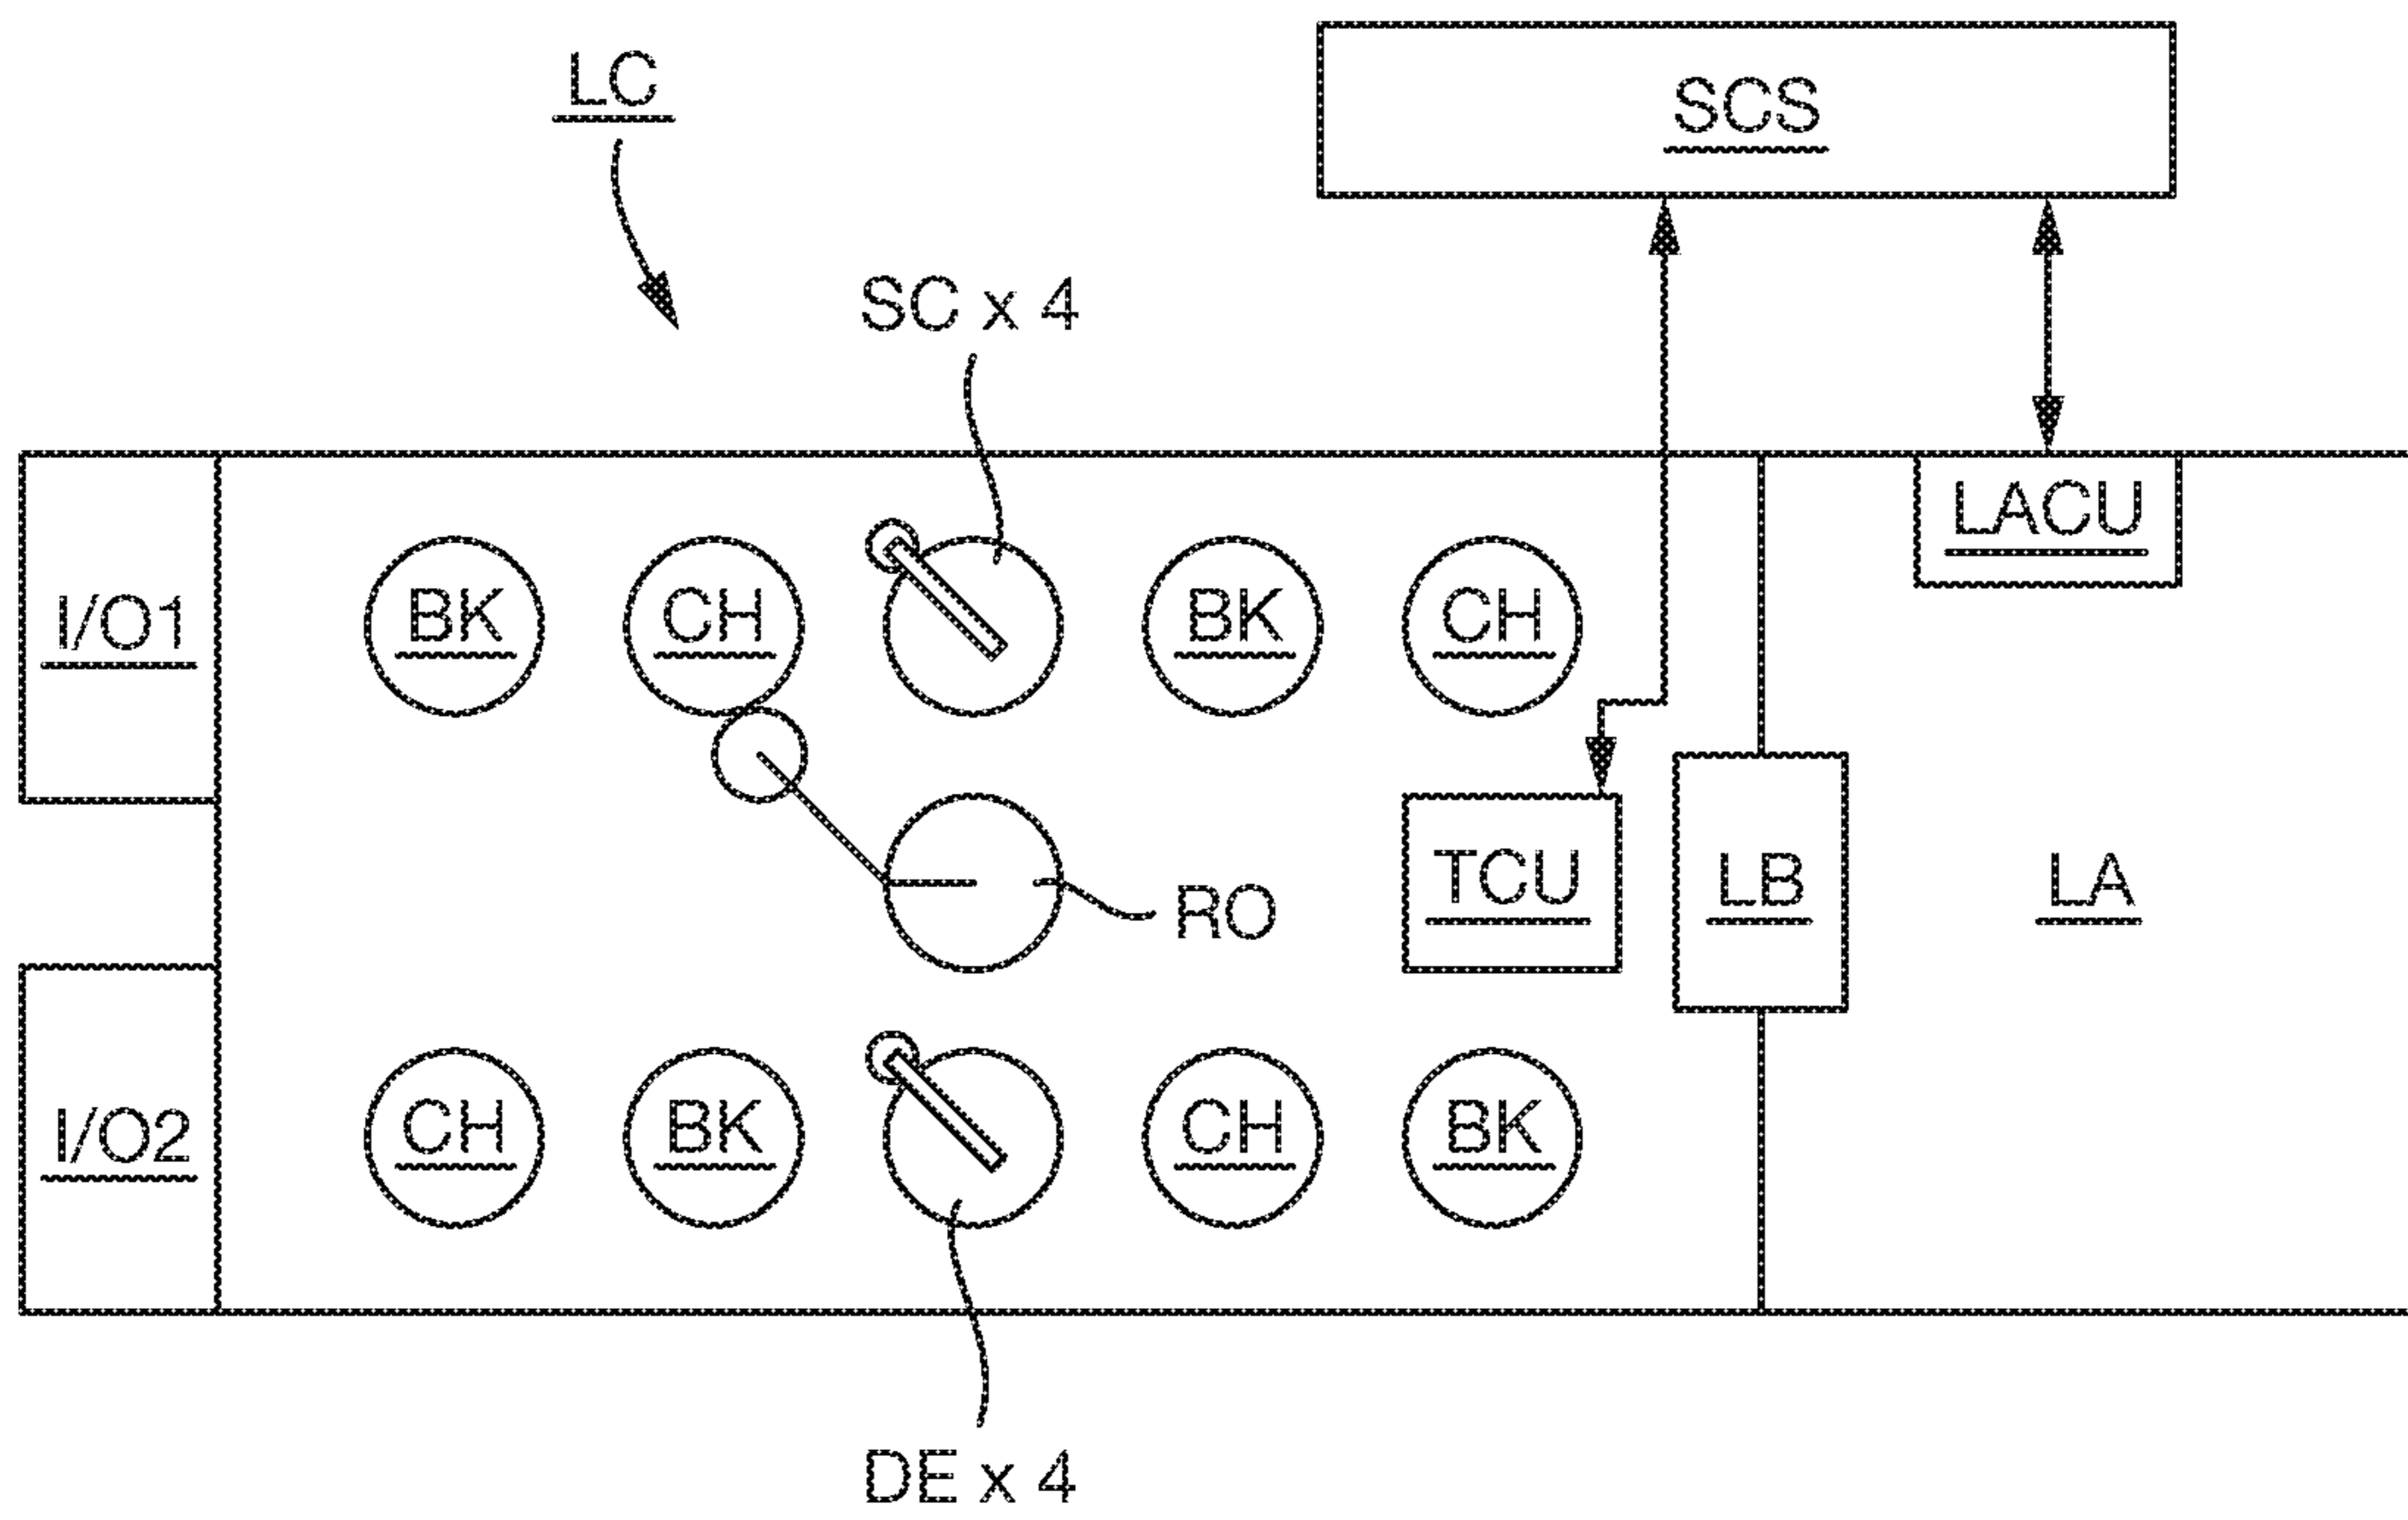 LC
SCS
SC x 4
LACU
I/O1
BK
CH
BK
CH
RO
TCU
LB
LA
I/O2
CH
BK
CH
BK
DE x 4